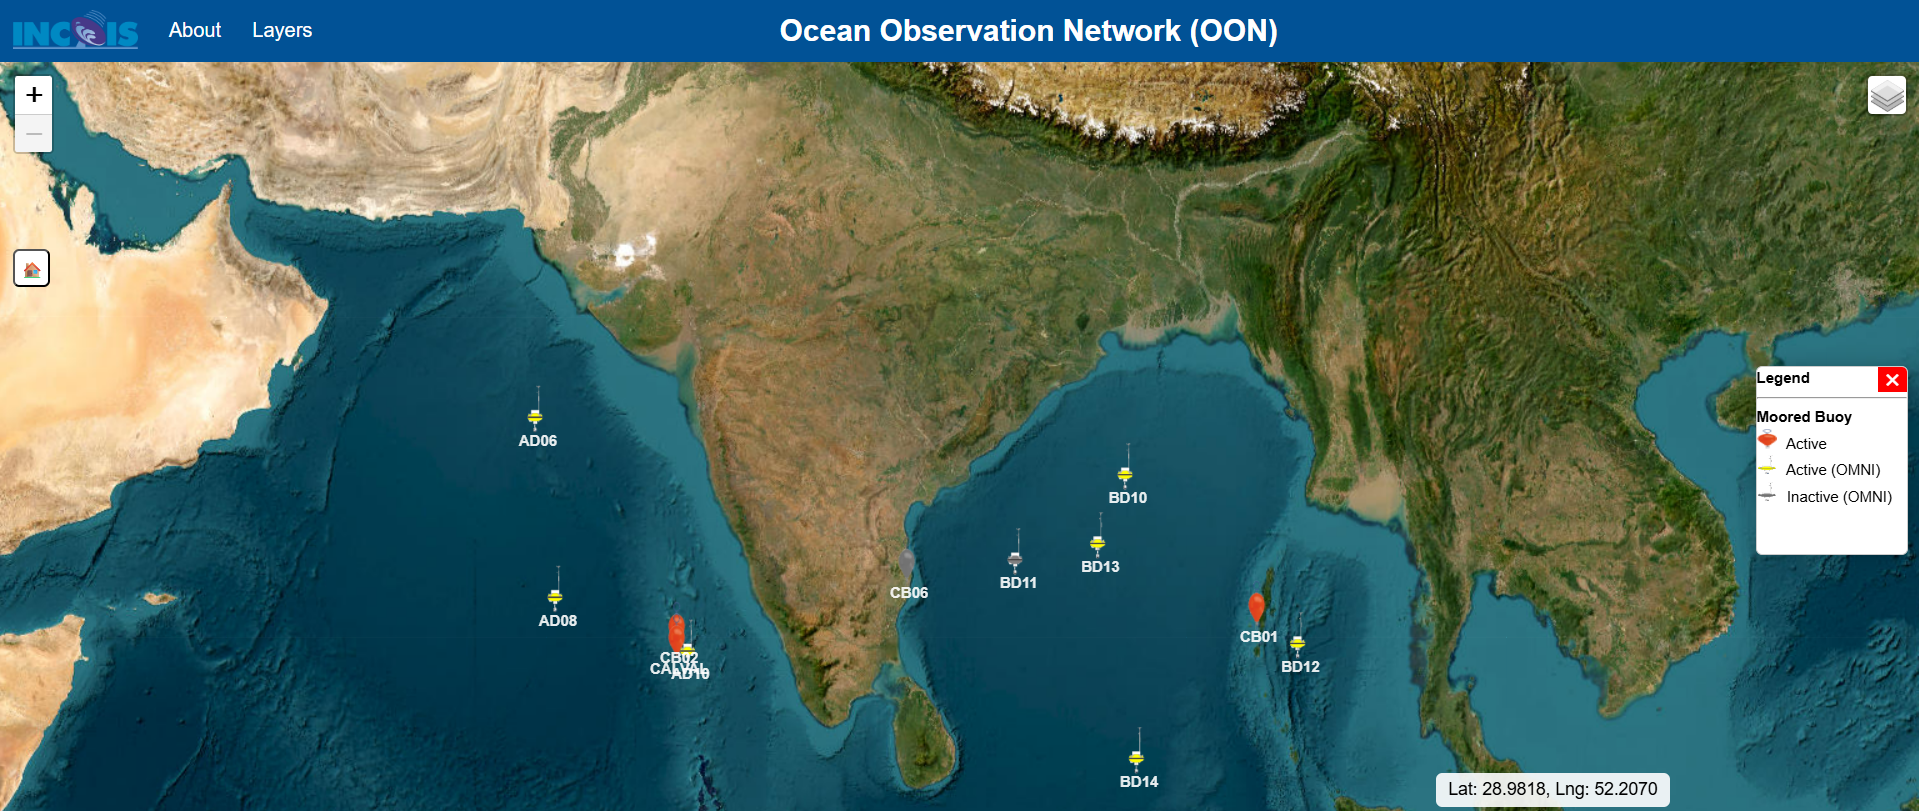 INCOIS
About
Layers
Ocean Observation Network (OON)
+
−
Legend
Moored Buoy
Active
Active (OMNI)
Inactive (OMNI)
AD06
BD10
BD13
BD11
CB06
AD08
CB01
CB02
CALVAL
AD10
BD12
BD14
Lat: 28.9818, Lng: 52.2070